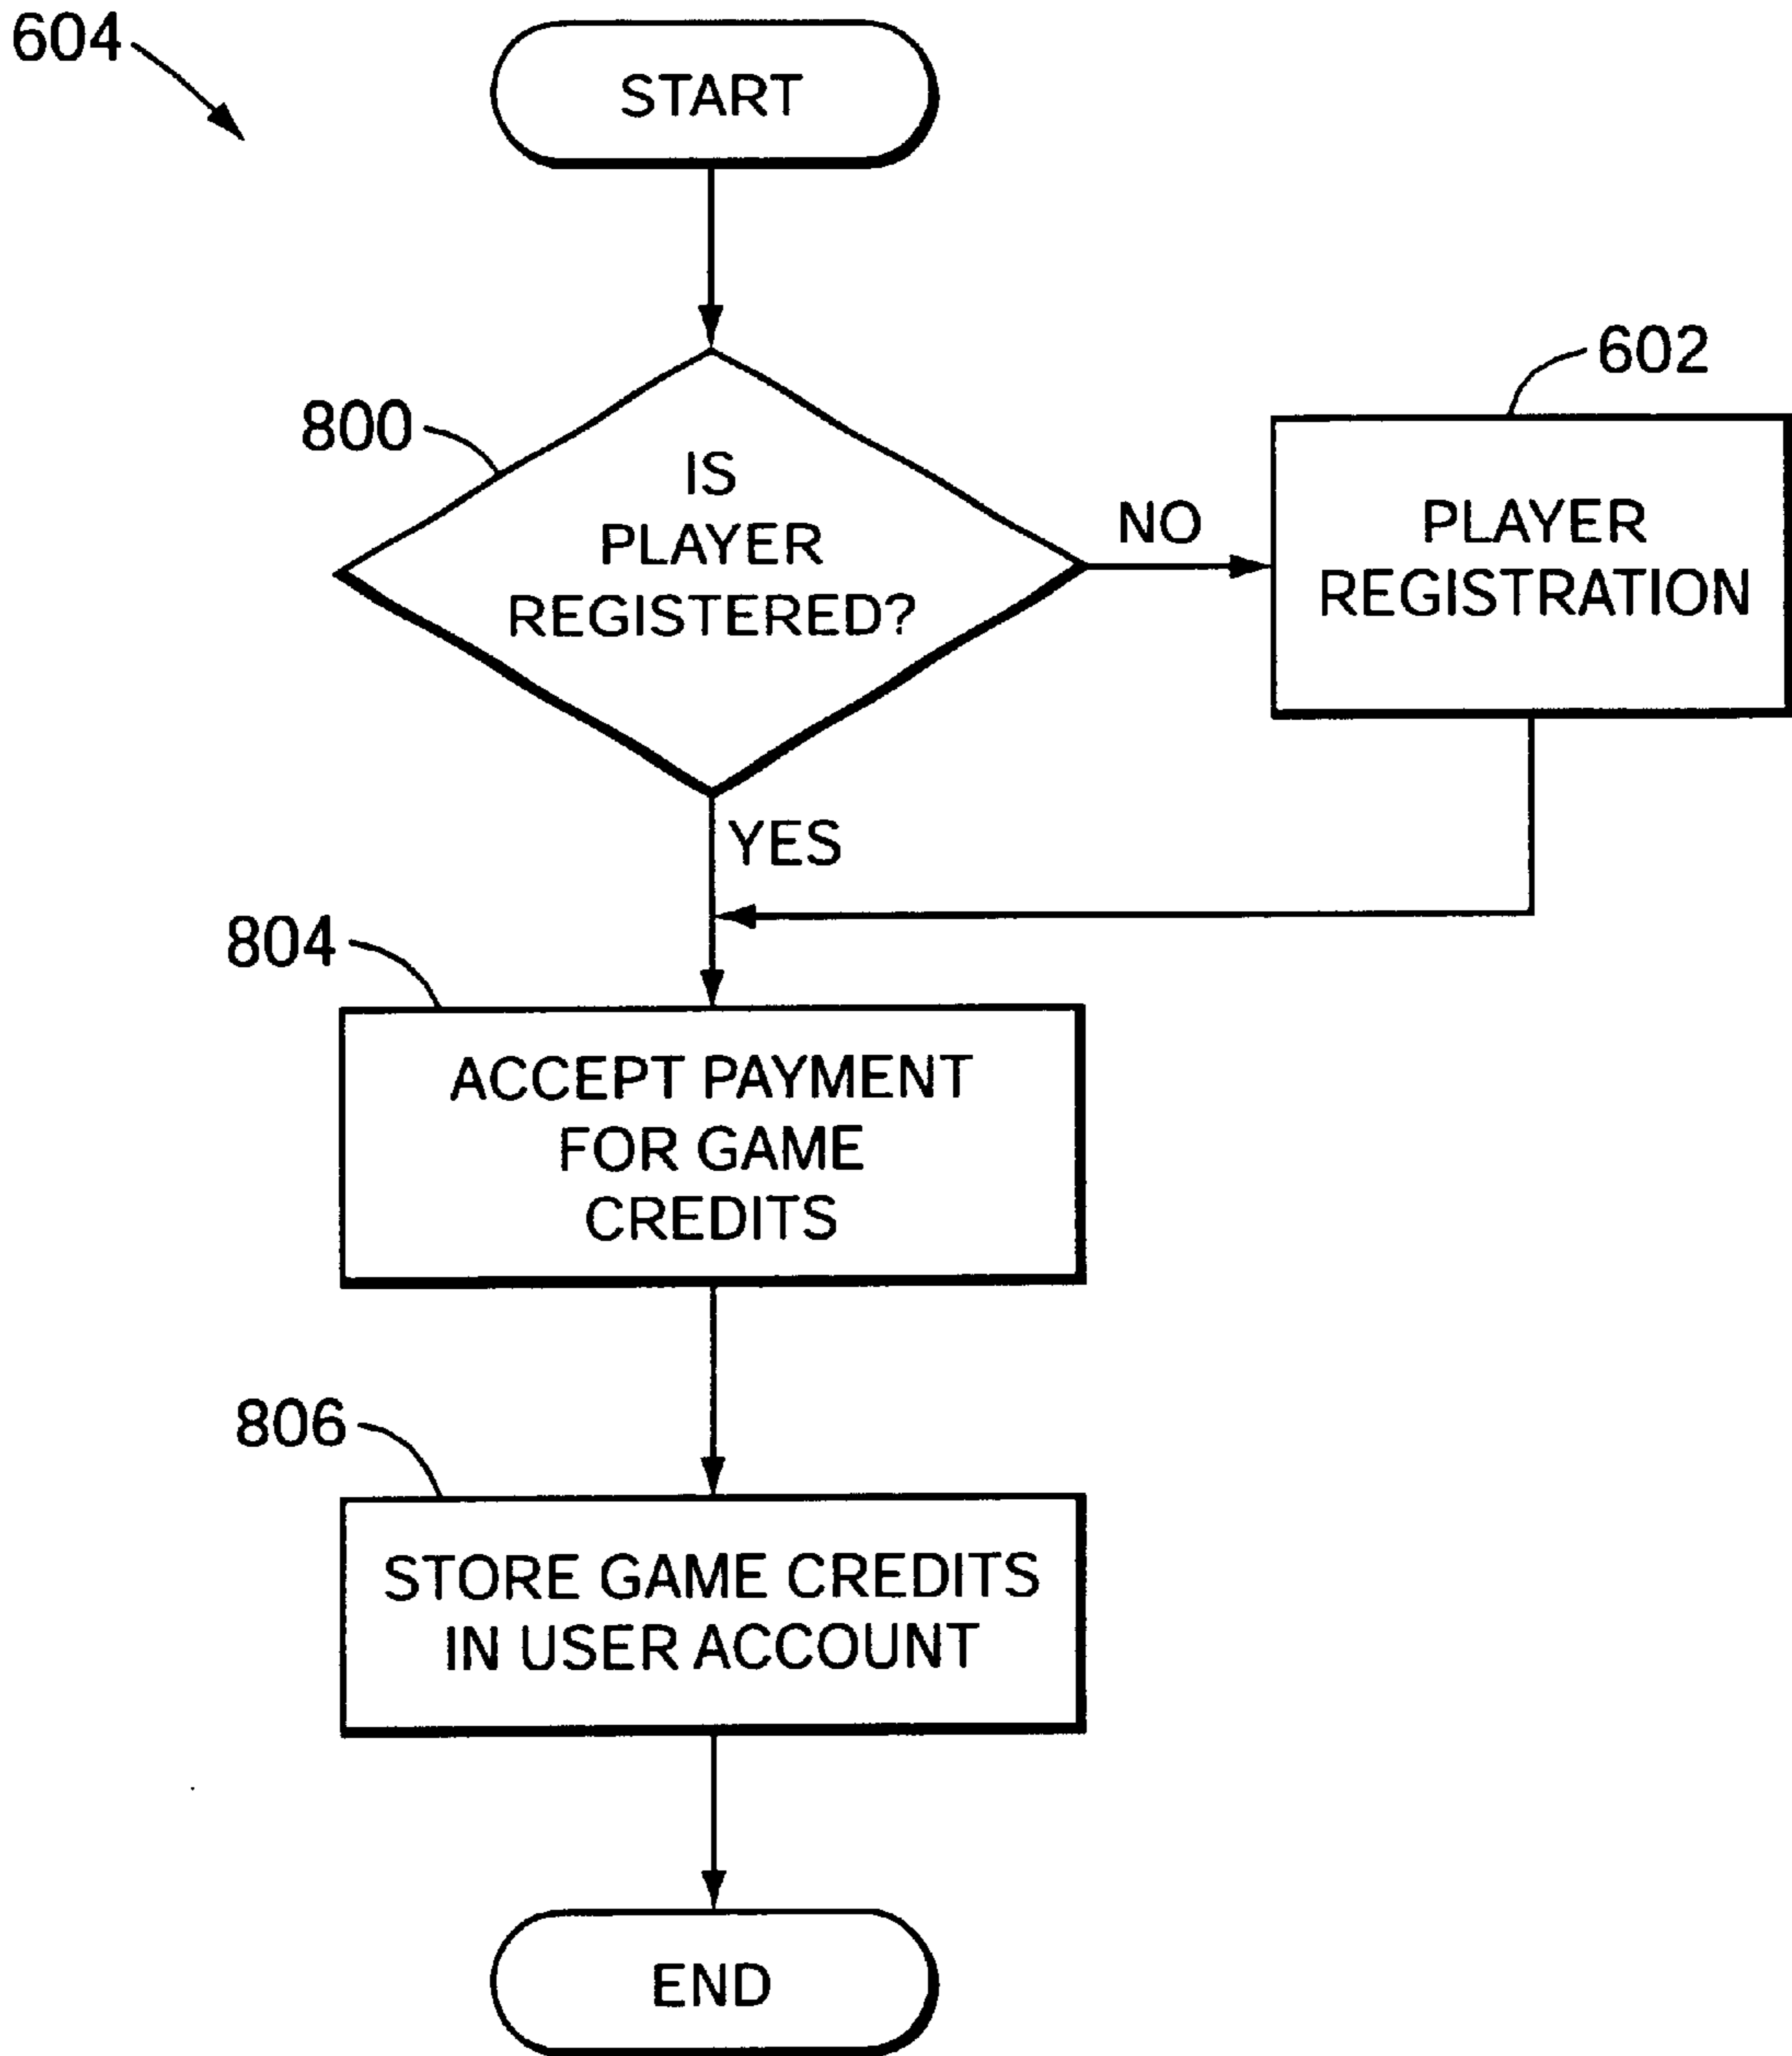 604
START
800
IS
PLAYER
REGISTERED?
NO
602
PLAYER
REGISTRATION
YES
804
ACCEPT PAYMENT
FOR GAME
CREDITS
806
STORE GAME CREDITS
IN USER ACCOUNT
END